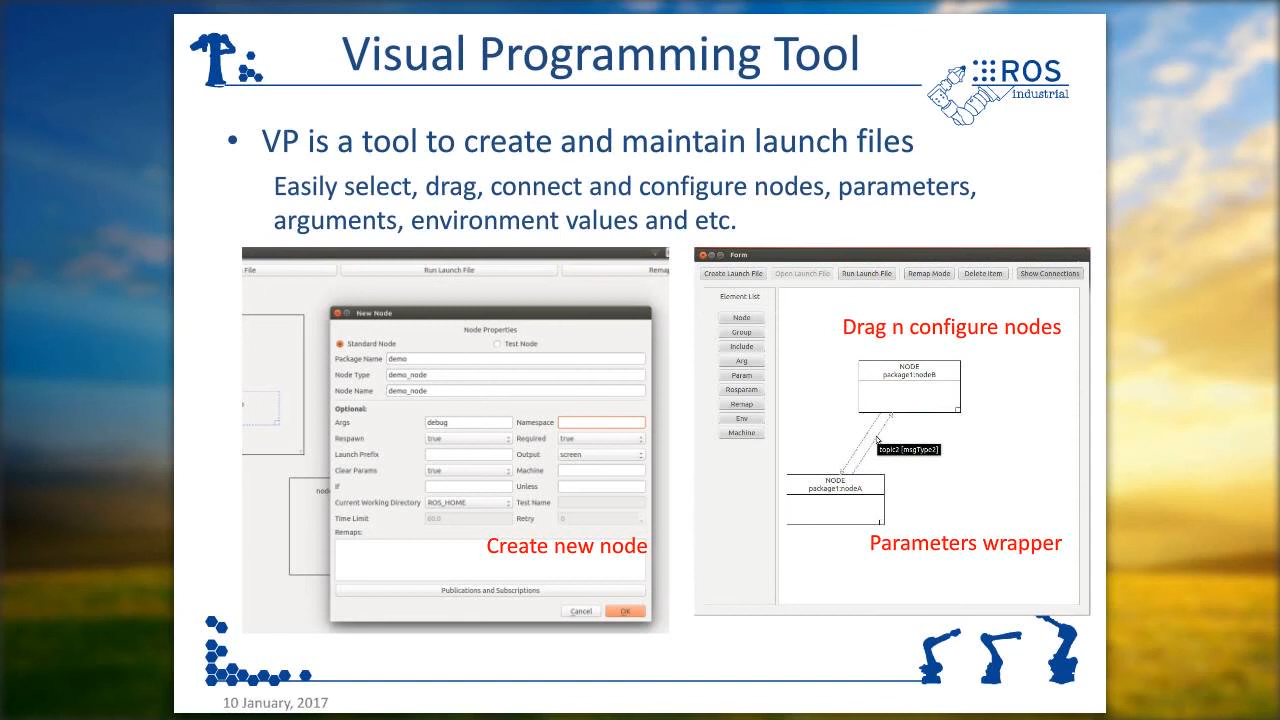 Visual Programming Tool
ROS
industrial
• VP is a tool to create and maintain launch files
Easily select, drag, connect and configure nodes, parameters,
arguments, environment values and etc.
File
Run Launch File
Remap
New Node
Node Properties
Standard Node
Test Node
Package Name demo
Node Type demo_node
Node Name demo_node
Optional:
Args debug Namespace
Respawn true Required true
Launch Prefix Output screen
Clear Params true Machine
If Unless
Current Working Directory ROS_HOME Test Name
Time Limit 60.0 Retry 0
Remaps:
Create new node
Publications and Subscriptions
Cancel OK
node
Form
Create Launch File Open Launch File Run Launch File Remap Mode Delete Item Show Connections
Element List
Node
Group
Include
Arg
Param
Rosparam
Remap
Env
Machine
Drag n configure nodes
NODE
package1:nodeB
topic2 [msgType2]
NODE
package1:nodeA
Parameters wrapper
10 January, 2017